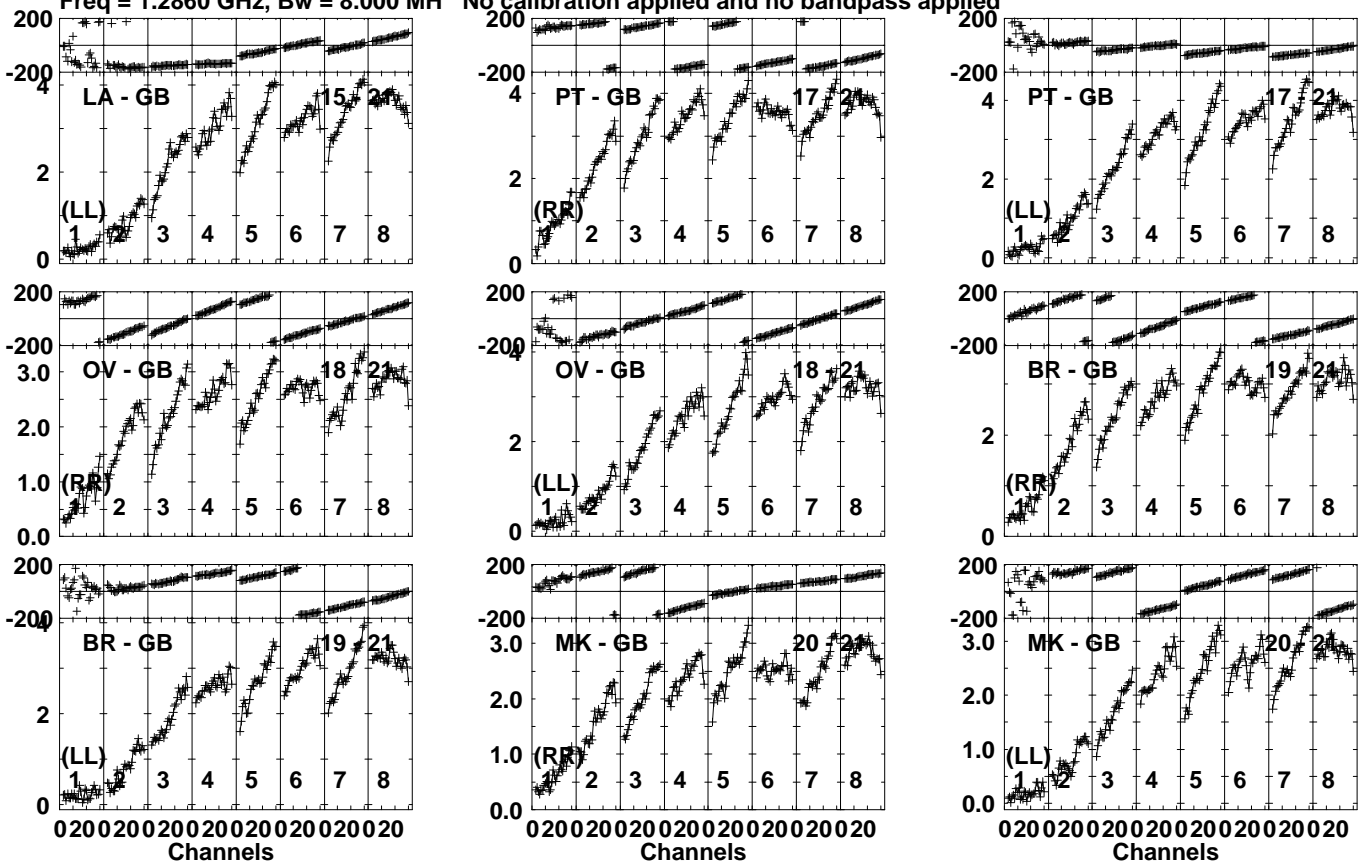 Freq = 1.2860 GHz, Bw = 8.000 MH No calibration applied and no bandpass applied
200 200 200
-200 -200 -200
4 LA - GB 15 - 21 4 PT - GB 17 - 21 4 PT - GB 17 - 21
2 2 2
(LL) (RR) (LL)
1 2 3 4 5 6 7 8 1 2 3 4 5 6 7 8 1 2 3 4 5 6 7 8
0 0 0
200 200 200
-200 -200 -200
3.0 OV - GB 18 - 21 4 OV - GB 18 - 21 BR - GB 19 - 21
2.0 2 2
1.0 (RR) (LL) (RR)
1 2 3 4 5 6 7 8 1 2 3 4 5 6 7 8 1 2 3 4 5 6 7 8
0.0 0 0
200 200 200
-200 -200 -200
4 BR - GB 19 - 21 3.0 MK - GB 20 - 21 3.0 MK - GB 20 - 21
2 2.0 2.0
(LL) 1.0 (RR) 1.0 (LL)
1 2 3 4 5 6 7 8 1 2 3 4 5 6 7 8 1 2 3 4 5 6 7 8
0 0.0 0.0
0 20 0 20 0 20 0 20 0 20 0 20 0 20 0 20 0 20 0 20 0 20 0 20 0 20 0 20 0 20 0 20 0 20 0 20 0 20 0 20 0 20 0 20 0 20 0 20
Channels Channels Channels